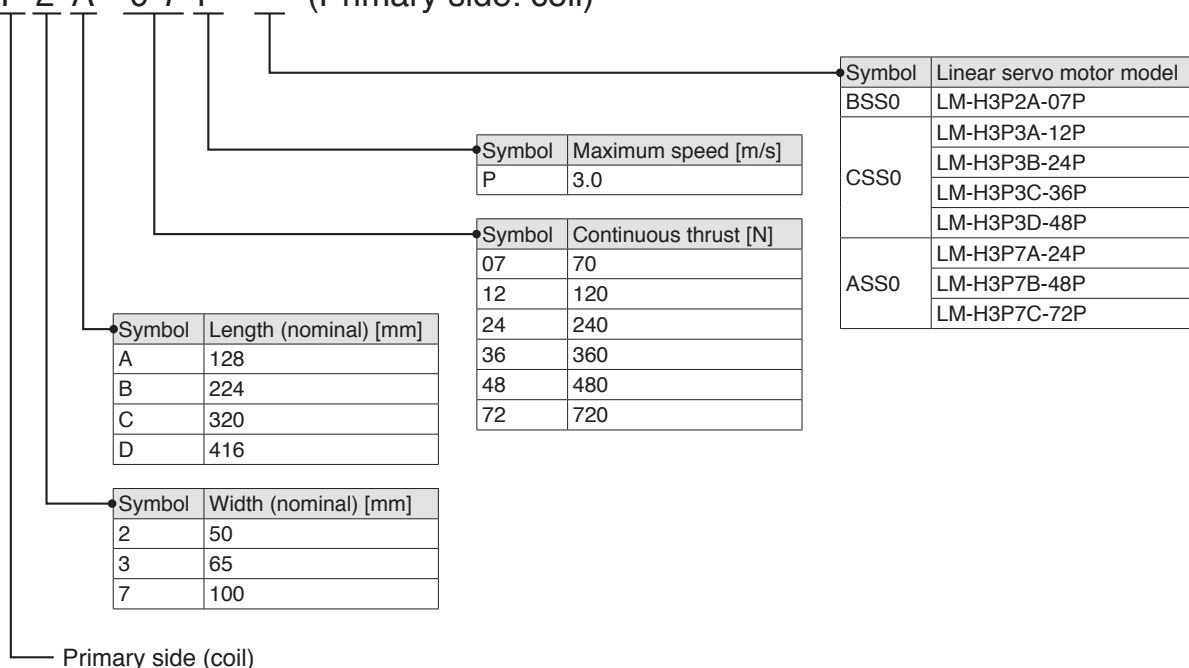 P 2 A - 0 7 P - (Primary side: coil)
Symbol Linear servo motor model
BSS0 LM-H3P2A-07P
CSS0 LM-H3P3A-12P
LM-H3P3B-24P
LM-H3P3C-36P
LM-H3P3D-48P
ASS0 LM-H3P7A-24P
LM-H3P7B-48P
LM-H3P7C-72P
Symbol Maximum speed [m/s]
P 3.0
Symbol Continuous thrust [N]
07 70
12 120
24 240
36 360
48 480
72 720
Symbol Length (nominal) [mm]
A 128
B 224
C 320
D 416
Symbol Width (nominal) [mm]
2 50
3 65
7 100
Primary side (coil)